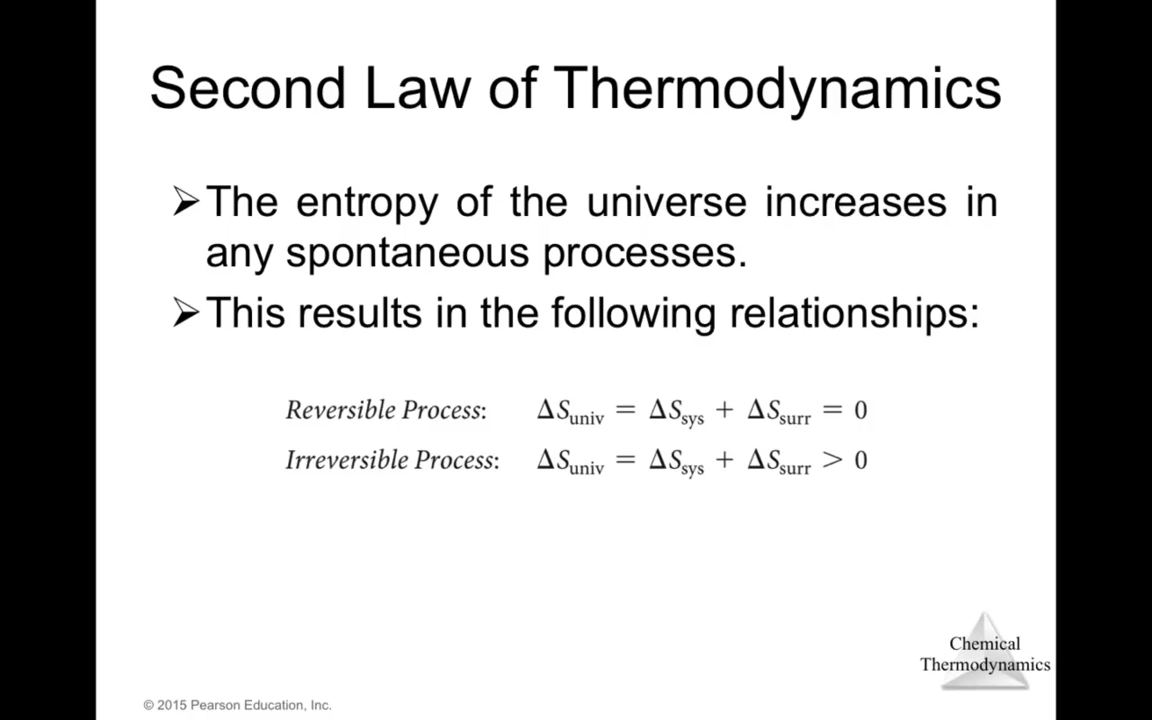 Second Law of Thermodynamics
➢The entropy of the universe increases in
any spontaneous processes.
➢This results in the following relationships:
Reversible Process: ΔSuniv = ΔSsys + ΔSsurr = 0
Irreversible Process: ΔSuniv = ΔSsys + ΔSsurr > 0
Chemical
Thermodynamics
© 2015 Pearson Education, Inc.